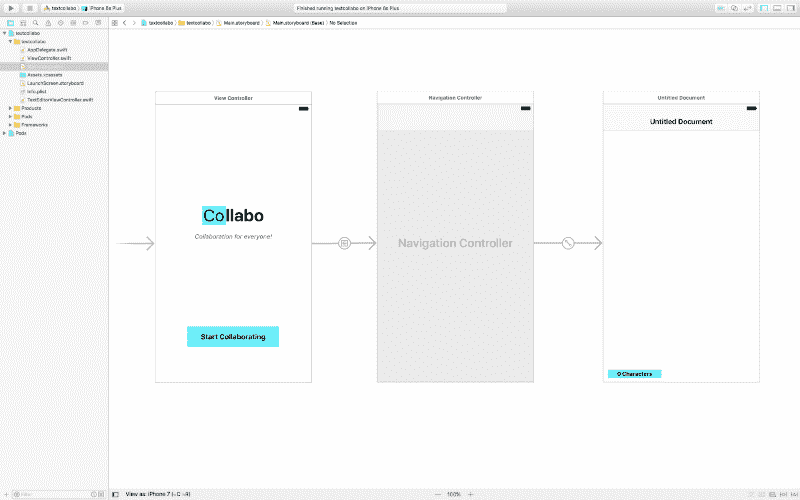 textcollabo iPhone 6s Plus
Finished running textcollabo on iPhone 6s Plus
textcollabo Main.storyboard Main.storyboard (Base) No Selection
textcollabo
textcollabo
AppDelegate.swift
ViewController.swift
Assets.xcassets
LaunchScreen.storyboard
Info.plist
TextEditorViewController.swift
Products
Pods
Frameworks
Pods
View Controller
Collabo
Collaboration for everyone!
Start Collaborating
Navigation Controller
Navigation Controller
Untitled Document
Untitled Document
0 Characters
Filter
View as: iPhone 7
100%